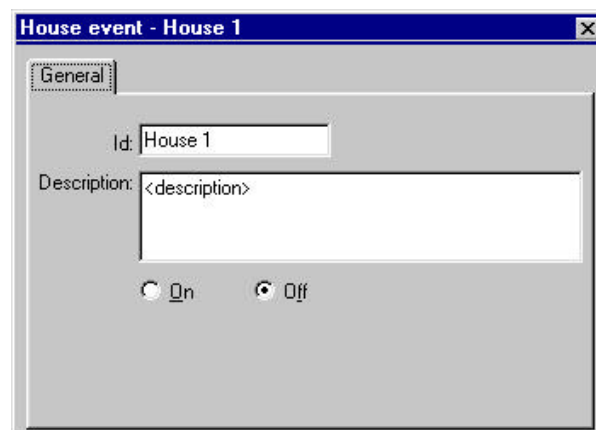 House event - House 1
General
Id: House 1
Description: <description>
On Off